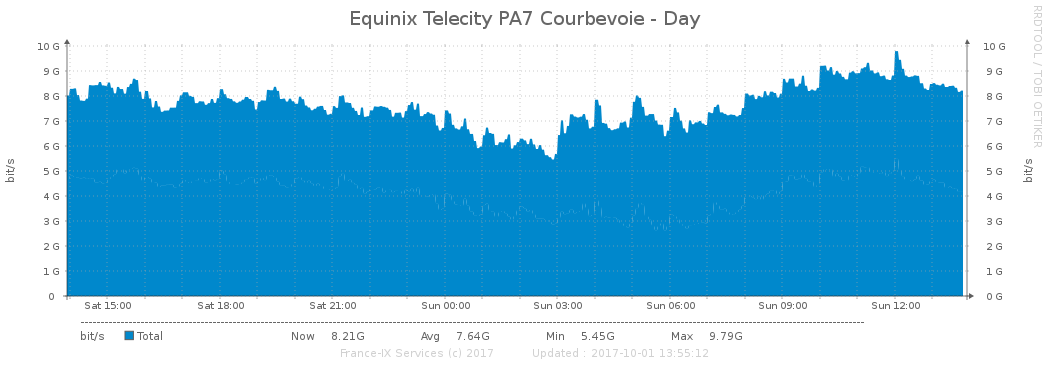 Equinix Telecity PA7 Courbevoie - Day
RRDTOOL / TOBI OETIKER
10 G 10 G
9 G 9 G
8 G 8 G
7 G 7 G
6 G 6 G
5 G 5 G
4 G 4 G
3 G 3 G
2 G 2 G
1 G 1 G
0 0 G
bit/s bit/s
Sat 15:00 Sat 18:00 Sat 21:00 Sun 00:00 Sun 03:00 Sun 06:00 Sun 09:00 Sun 12:00
bit/s Total Now 8.21G Avg 7.64G Min 5.45G Max 9.79G
France-IX Services (c) 2017 Updated : 2017-10-01 13:55:12